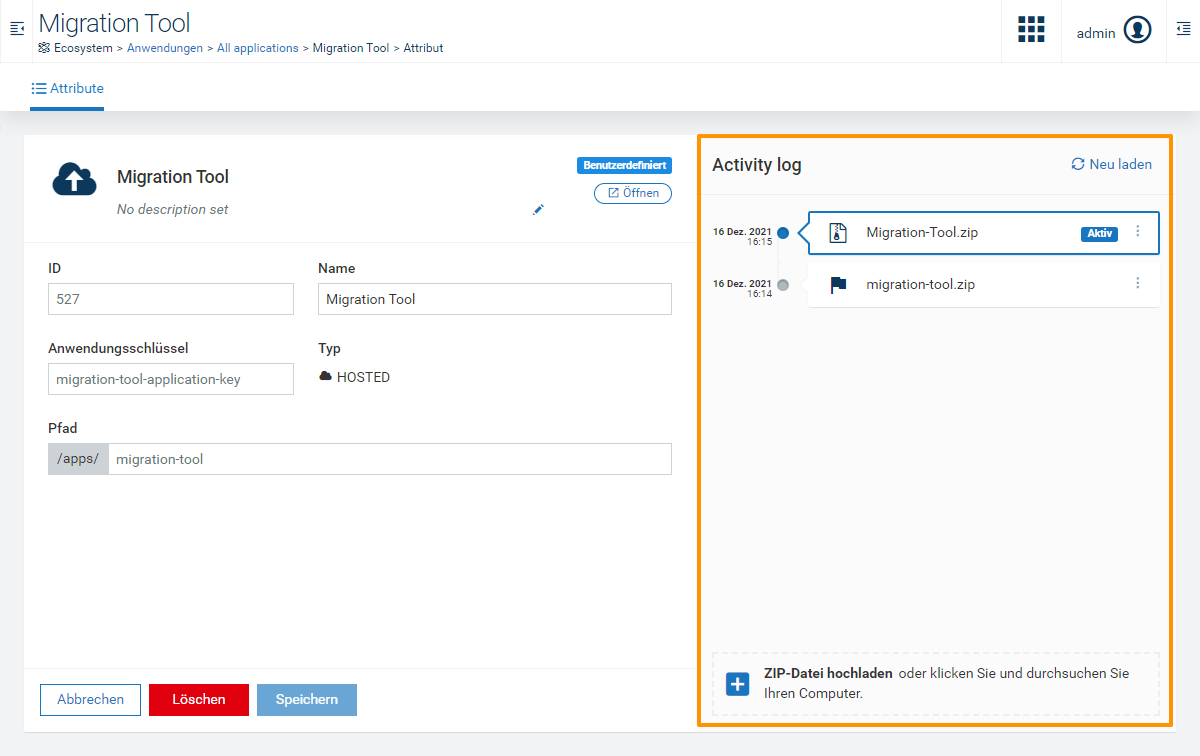 Migration Tool
Ecosystem > Anwendungen > All applications > Migration Tool > Attribut
admin
Attribute
Migration Tool
No description set
Benutzerdefiniert
Öffnen
ID
Name
527
Migration Tool
Anwendungsschlüssel
Typ
migration-tool-application-key
HOSTED
Pfad
/apps/ migration-tool
Abbrechen
Löschen
Speichern
Activity log
Neu laden
16 Dez. 2021
16:15
Migration-Tool.zip
Aktiv
16 Dez. 2021
16:14
migration-tool.zip
ZIP-Datei hochladen oder klicken Sie und durchsuchen Sie
Ihren Computer.